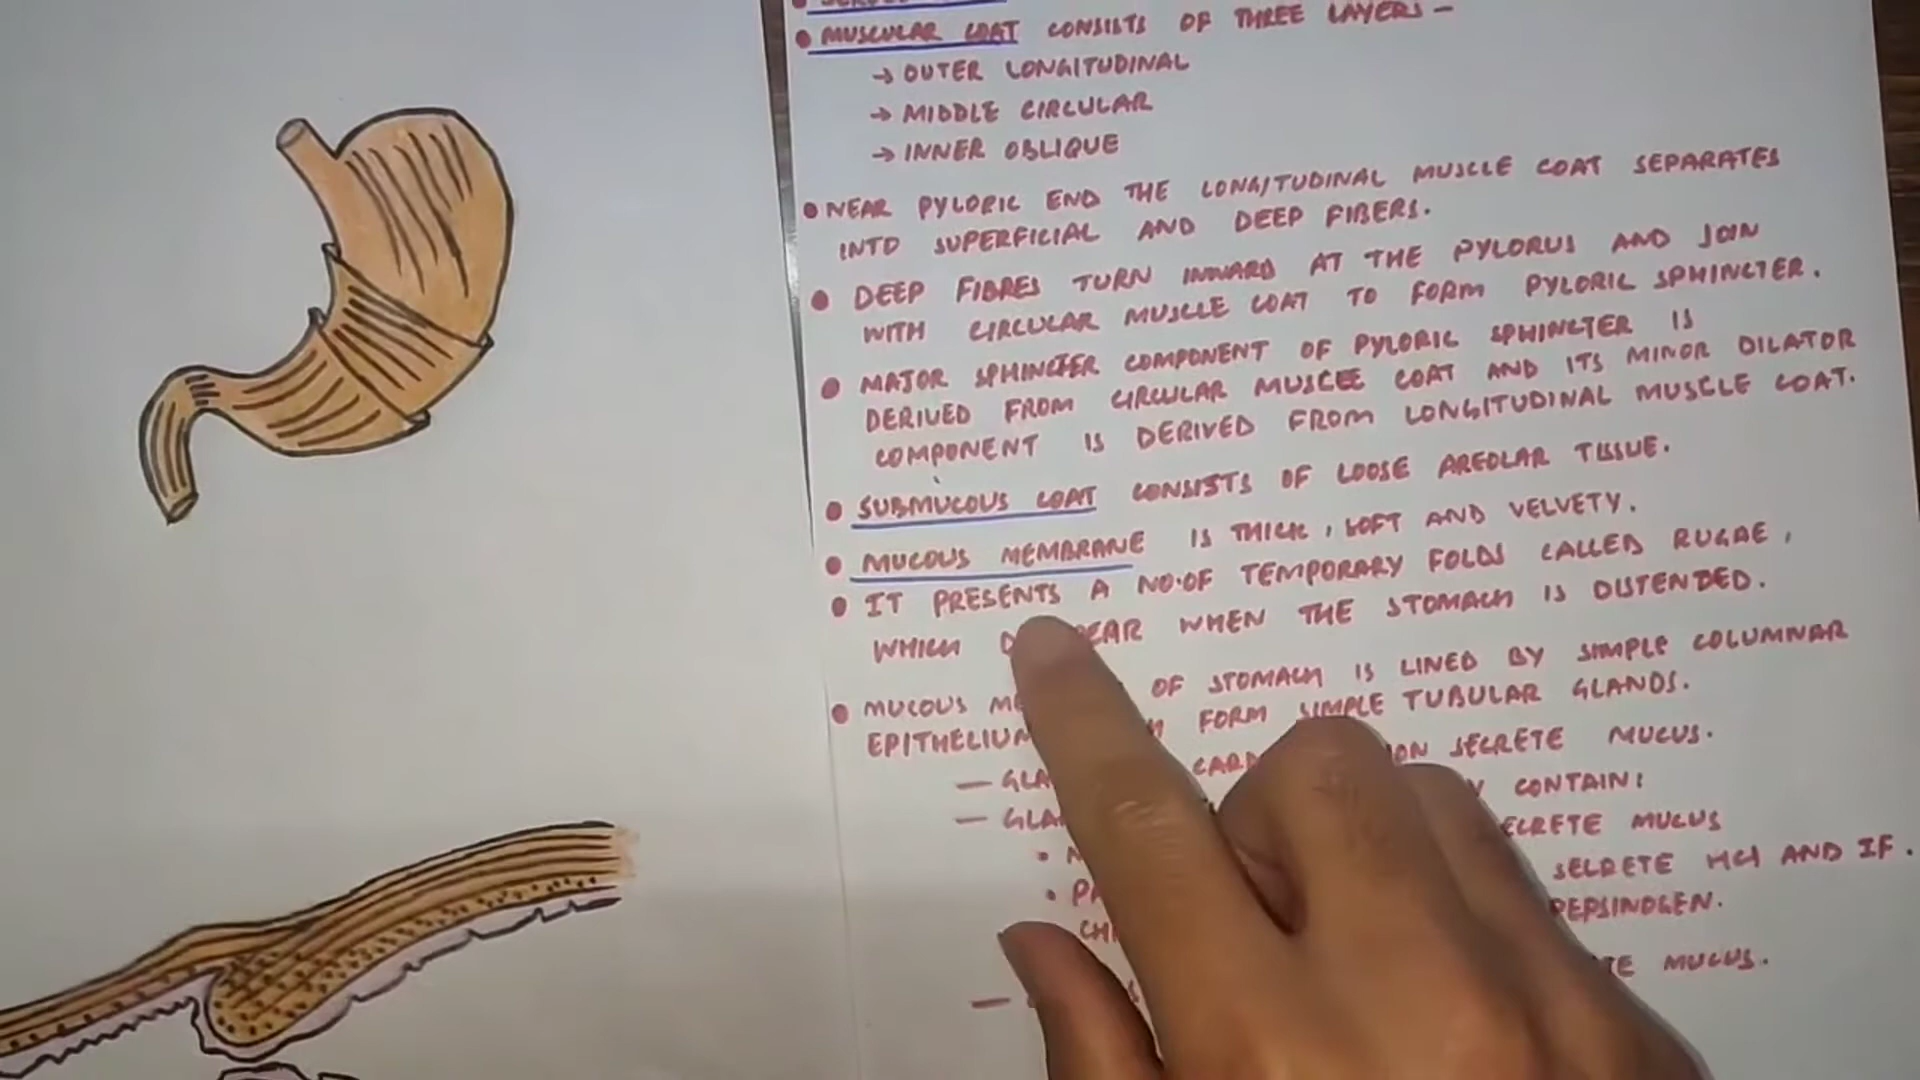 ● MUSCULAR COAT CONSISTS OF THREE LAYERS -
→ OUTER LONGITUDINAL
→ MIDDLE CIRCULAR
→ INNER OBLIQUE
● NEAR PYLORIC END THE LONGITUDINAL MUSCLE COAT SEPARATES
INTO SUPERFICIAL AND DEEP FIBERS.
● DEEP FIBRES TURN INWARD AT THE PYLORUS AND JOIN
WITH CIRCULAR MUSCLE COAT TO FORM PYLORIC SPHINCTER.
● MAJOR SPHINCTER COMPONENT OF PYLORIC SPHINCTER IS
DERIVED FROM CIRCULAR MUSCLE COAT AND ITS MINOR DILATOR
COMPONENT IS DERIVED FROM LONGITUDINAL MUSCLE COAT.
● SUBMUCOUS COAT CONSISTS OF LOOSE AREOLAR TISSUE.
● MUCOUS MEMBRANE IS THICK, SOFT AND VELVETY.
● IT PRESENTS A NO. OF TEMPORARY FOLDS CALLED RUGAE,
WHICH WHEN THE STOMACH IS DISTENDED.
● MUCOUS OF STOMACH IS LINED BY SIMPLE COLUMNAR
FORM SIMPLE TUBULAR GLANDS.
— SECRETE MUCUS.
— CONTAIN:
MUCUS
SECRETE HCl AND IF.
PEPSINOGEN.
— MUCUS.